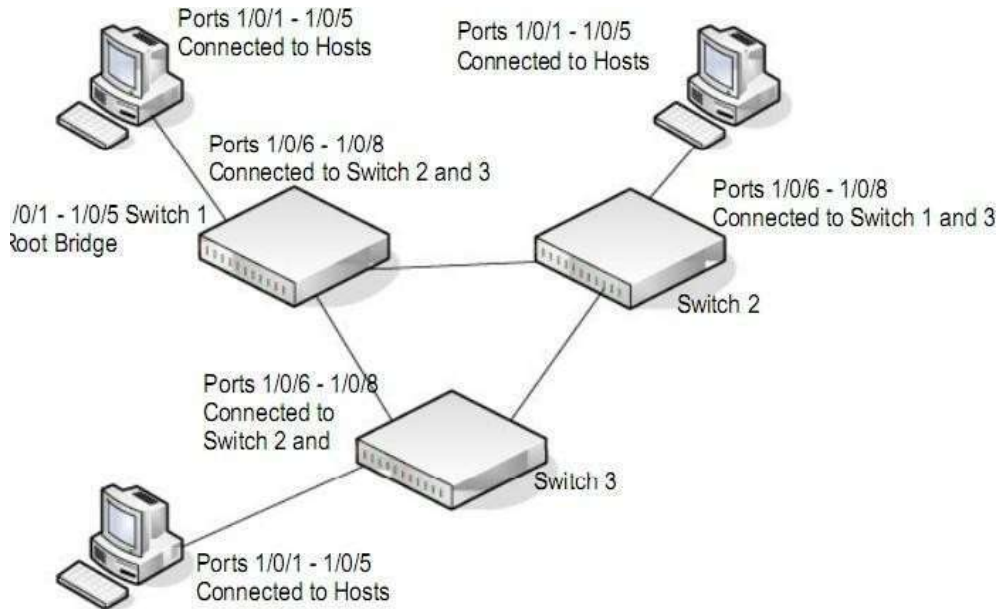 Ports 1/0/1 - 1/0/5
Connected to Hosts
Ports 1/0/1 - 1/0/5
Connected to Hosts
Ports 1/0/6 - 1/0/8
Connected to Switch 2 and 3
/0/1 - 1/0/5 Switch 1
Root Bridge
Ports 1/0/6 - 1/0/8
Connected to Switch 1 and 3
Switch 2
Ports 1/0/6 - 1/0/8
Connected to
Switch 2 and
Switch 3
Ports 1/0/1 - 1/0/5
Connected to Hosts